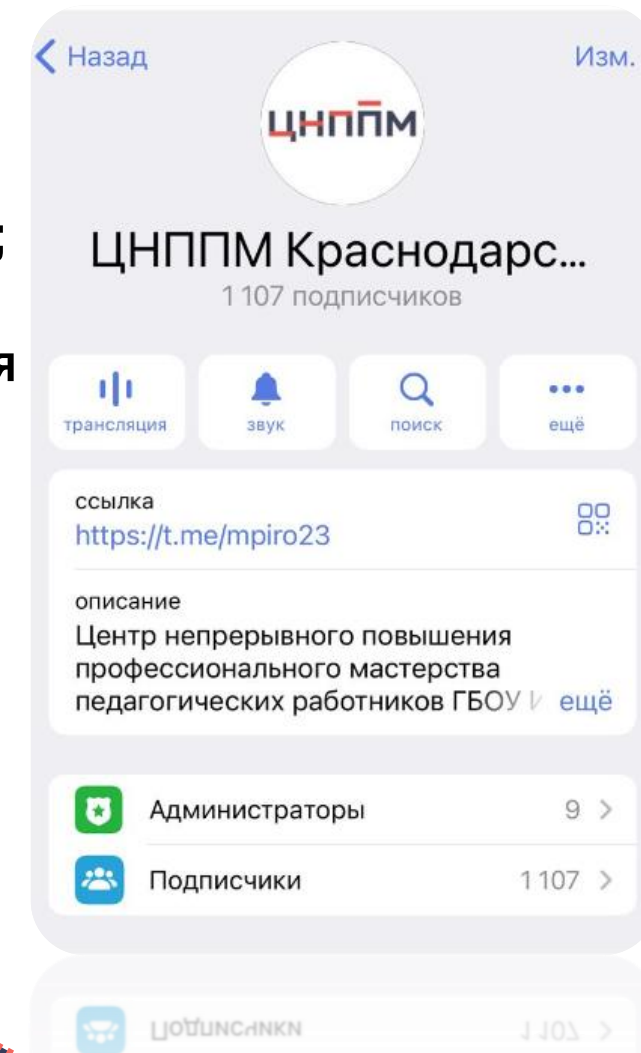 Назад
Изм.
ЦНППМ
ЦНППМ Краснодарс...
1 107 подписчиков
трансляция
звук
поиск
ещё
ссылка
https://t.me/mpiro23
описание
Центр непрерывного повышения
профессионального мастерства
педагогических работников ГБОУ И ещё
Администраторы 9
Подписчики 1 107